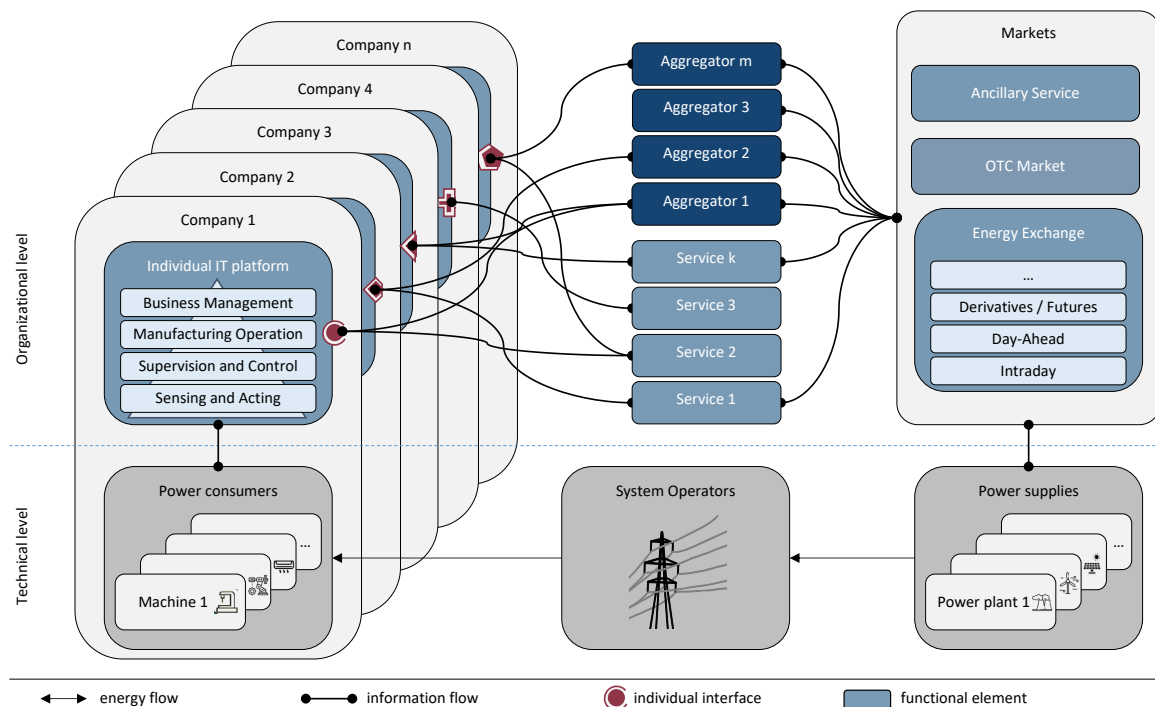 Company n
Company 4
Company 3
Company 2
Company 1
Individual IT platform
Business Management
Manufacturing Operation
Supervision and Control
Sensing and Acting
Organizational level
Aggregator m
Aggregator 3
Aggregator 2
Aggregator 1
Service k
Service 3
Service 2
Service 1
Markets
Ancillary Service
OTC Market
Energy Exchange
...
Derivatives / Futures
Day-Ahead
Intraday
Technical level
Power consumers
...
Machine 1
System Operators
Power supplies
...
Power plant 1
energy flow
information flow
individual interface
functional element